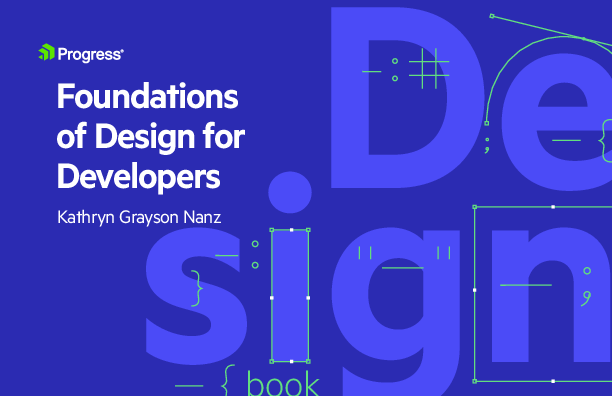 Progress®
Foundations
of Design for
Developers
Kathryn Grayson Nanz
De
sign
— : #
— {
;
— :
}
" — "
— ;
— { book